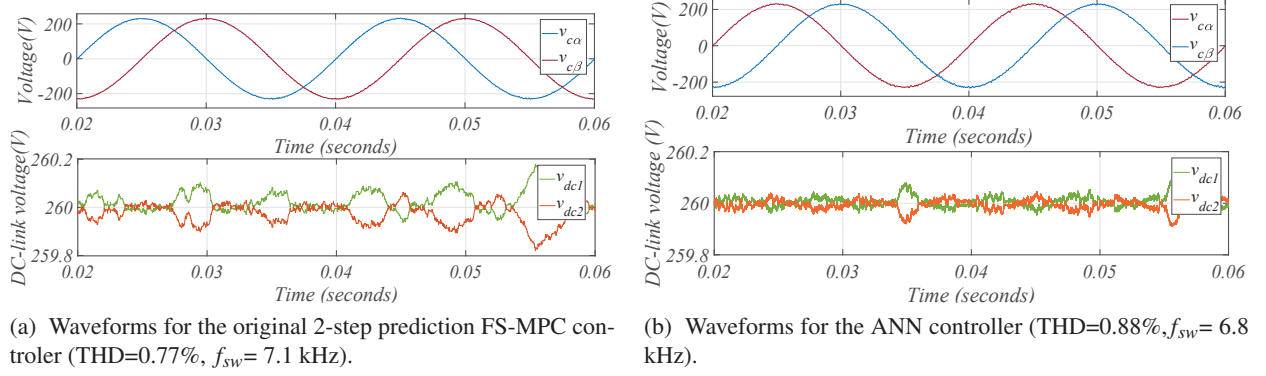 200
0
-200
Voltage(V)
v_cα
v_cβ
0.02 0.03 0.04 0.05 0.06
Time (seconds)
260.2
260
259.8
DC-link voltage(V)
v_dc1
v_dc2
0.02 0.03 0.04 0.05 0.06
Time (seconds)
(a) Waveforms for the original 2-step prediction FS-MPC con-
troler (THD=0.77%, f_sw= 7.1 kHz).
200
0
-200
Voltage(V)
v_cα
v_cβ
0.02 0.03 0.04 0.05 0.06
Time (seconds)
260.2
260
259.8
DC-link voltage (V)
v_dc1
v_dc2
0.02 0.03 0.04 0.05 0.06
Time (seconds)
(b) Waveforms for the ANN controller (THD=0.88%,f_sw= 6.8
kHz).